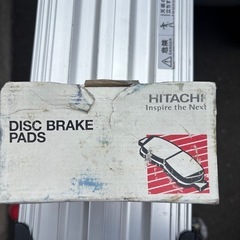 HITACHI
Inspire the Next
DISC BRAKE
PADS